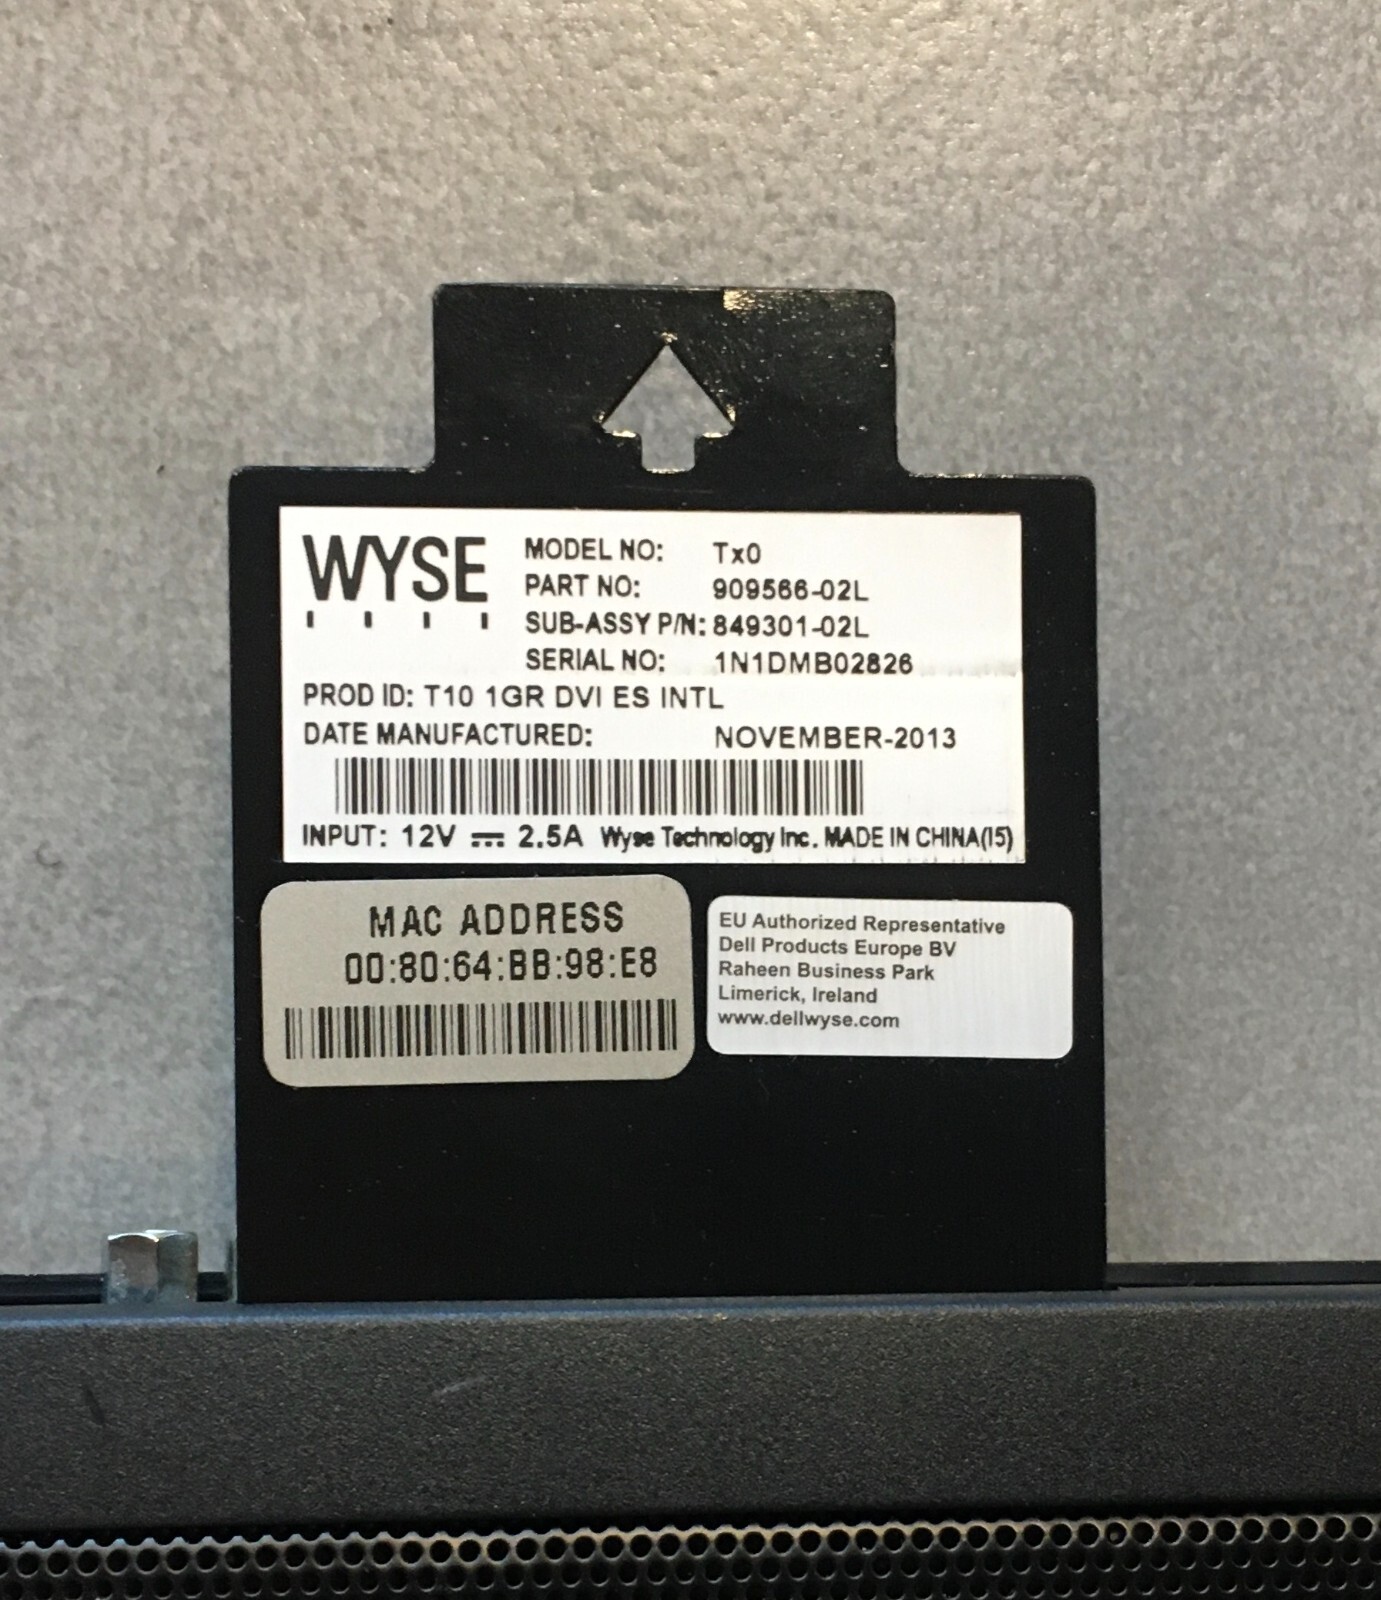 WYSE
MODEL NO: Tx0
PART NO: 909566-02L
SUB-ASSY P/N: 849301-02L
SERIAL NO: 1N1DMB02826
PROD ID: T10 1GR DVI ES INTL
DATE MANUFACTURED: NOVEMBER-2013
INPUT: 12V ⎓ 2.5A Wyse Technology Inc. MADE IN CHINA(I5)
MAC ADDRESS
00:80:64:BB:98:E8
EU Authorized Representative
Dell Products Europe BV
Raheen Business Park
Limerick, Ireland
www.dellwyse.com